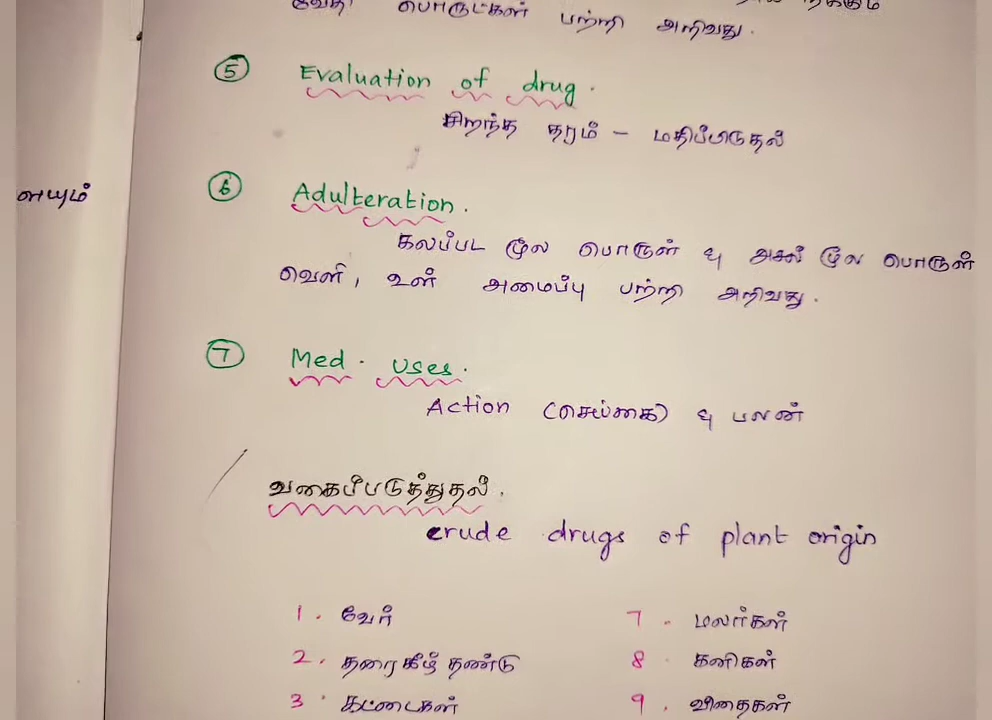 பொருட்கள் பற்றி அறிவது.
⑤ Evaluation of drug.
சிறந்த தரம் - மதிப்பிடுதல்
ளையும்
⑥ Adulteration.
கலப்பட மூல பொருள் & அசல் மூல பொருள்
வெளி, உள் அமைப்பு பற்றி அறிவது.
⑦ Med. uses.
Action (செய்கை) & பலன்
வகைப்படுத்துதல்.
crude drugs of plant origin
1. வேர் 7. மலர்கள்
2. தரைகீழ் தண்டு 8 கனிகள்
3 கட்டைகள் 9. விதைகள்